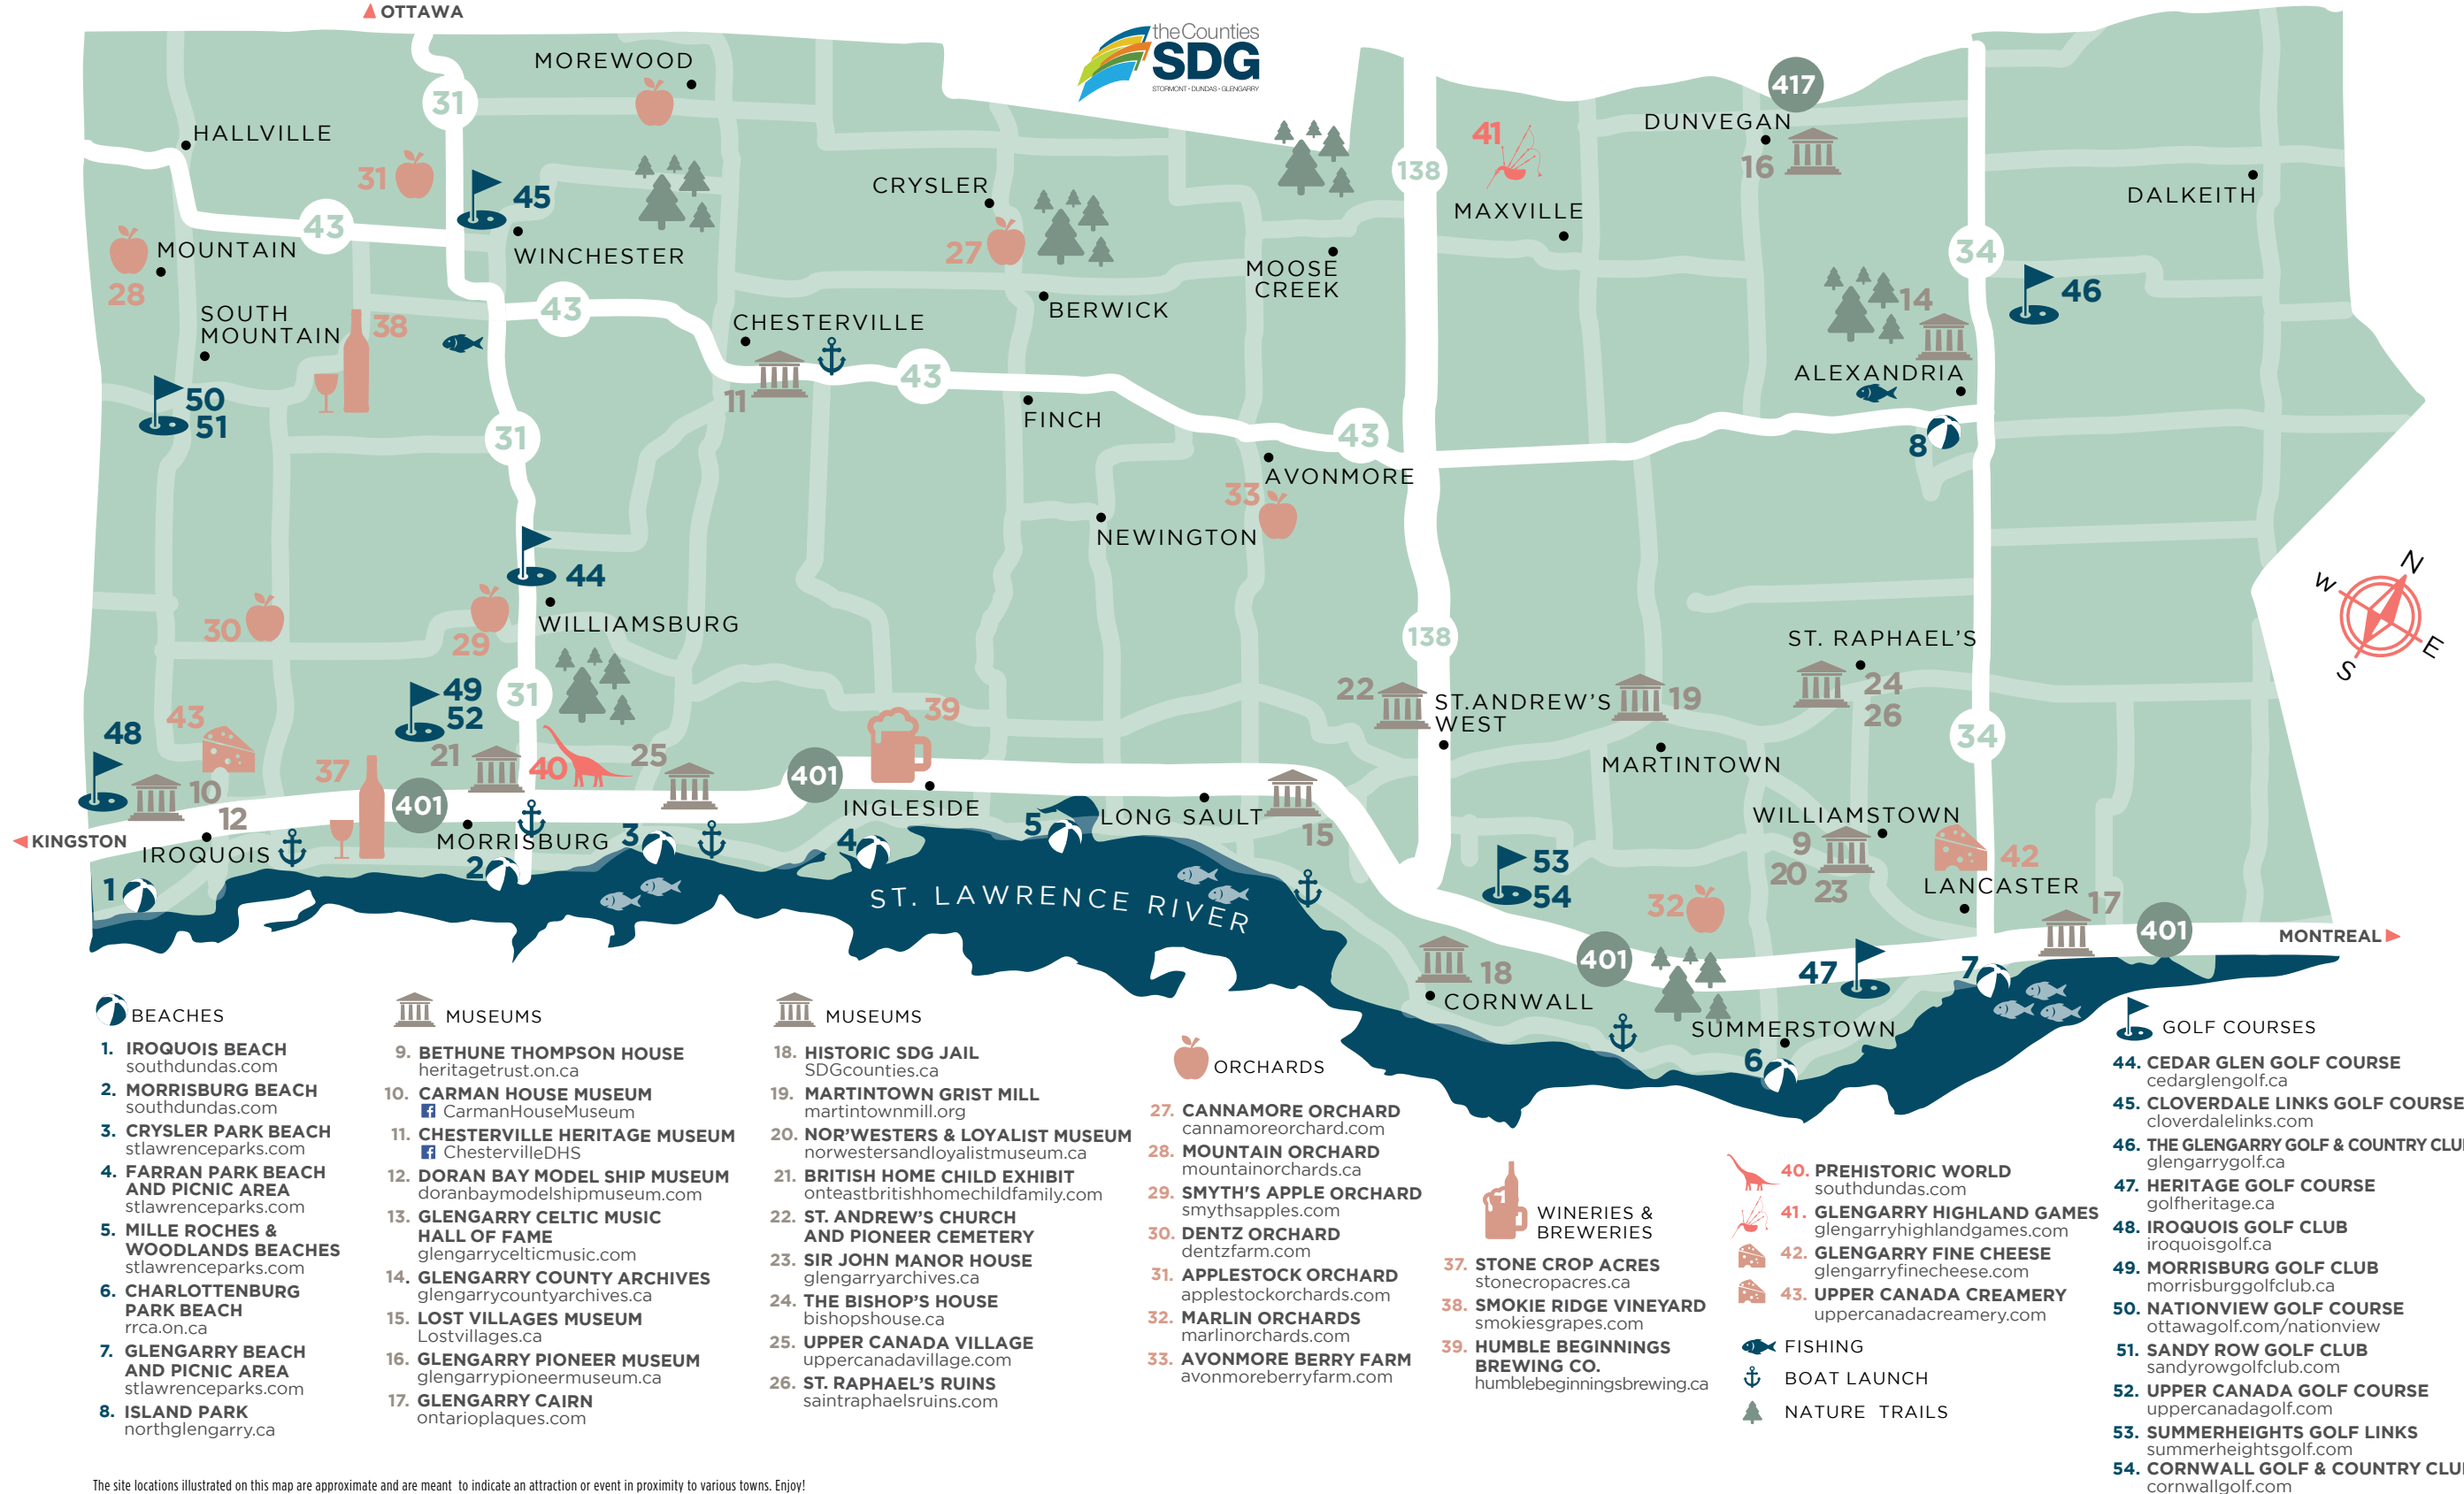 OTTAWA
the Counties
SDG
STORMONT • DUNDAS • GLENGARRY
MOREWOOD
31
417
HALLVILLE
DUNVEGAN
41
16
31
138
45
CRYSLER
DALKEITH
MAXVILLE
43
MOUNTAIN
WINCHESTER
27
34
28
MOOSE
CREEK
46
14
SOUTH
MOUNTAIN
38
43
BERWICK
CHESTERVILLE
43
ALEXANDRIA
50
51
11
FINCH
31
43
8
AVONMORE
33
NEWINGTON
N
W
E
S
44
WILLIAMSBURG
30
29
138
ST. RAPHAEL'S
24
26
49
52
31
22
ST.ANDREW'S
WEST
19
39
43
48
34
21
40
25
MARTINTOWN
37
401
10
12
401
INGLESIDE
LONG SAULT
WILLIAMSTOWN
KINGSTON
IROQUOIS
MORRISBURG
3
4
5
15
9
20
23
42
2
53
54
LANCASTER
1
ST. LAWRENCE RIVER
32
17
401
MONTREAL
401
18
47
7
CORNWALL
SUMMERSTOWN
6
BEACHES
1. IROQUOIS BEACH
southdundas.com
2. MORRISBURG BEACH
southdundas.com
3. CRYSLER PARK BEACH
stlawrenceparks.com
4. FARRAN PARK BEACH
AND PICNIC AREA
stlawrenceparks.com
5. MILLE ROCHES &
WOODLANDS BEACHES
stlawrenceparks.com
6. CHARLOTTENBURG
PARK BEACH
rrca.on.ca
7. GLENGARRY BEACH
AND PICNIC AREA
stlawrenceparks.com
8. ISLAND PARK
northglengarry.ca
MUSEUMS
9. BETHUNE THOMPSON HOUSE
heritagetrust.on.ca
10. CARMAN HOUSE MUSEUM
CarmanHouseMuseum
11. CHESTERVILLE HERITAGE MUSEUM
ChestervilleDHS
12. DORAN BAY MODEL SHIP MUSEUM
doranbaymodelshipmuseum.com
13. GLENGARRY CELTIC MUSIC
HALL OF FAME
glengarrycelticmusic.com
14. GLENGARRY COUNTY ARCHIVES
glengarrycountyarchives.ca
15. LOST VILLAGES MUSEUM
Lostvillages.ca
16. GLENGARRY PIONEER MUSEUM
glengarrypioneermuseum.ca
17. GLENGARRY CAIRN
ontarioplaques.com
MUSEUMS
18. HISTORIC SDG JAIL
SDGcounties.ca
19. MARTINTOWN GRIST MILL
martintownmill.org
20. NOR'WESTERS & LOYALIST MUSEUM
norwestersandloyalistmuseum.ca
21. BRITISH HOME CHILD EXHIBIT
onteastbritishhomechildfamily.com
22. ST. ANDREW'S CHURCH
AND PIONEER CEMETERY
23. SIR JOHN MANOR HOUSE
glengarryarchives.ca
24. THE BISHOP'S HOUSE
bishopshouse.ca
25. UPPER CANADA VILLAGE
uppercanadavillage.com
26. ST. RAPHAEL'S RUINS
saintraphaelsruins.com
ORCHARDS
27. CANNAMORE ORCHARD
cannamoreorchard.com
28. MOUNTAIN ORCHARD
mountainorchards.ca
29. SMYTH'S APPLE ORCHARD
smythsapples.com
30. DENTZ ORCHARD
dentzfarm.com
31. APPLESTOCK ORCHARD
applestockorchards.com
32. MARLIN ORCHARDS
marlinorchards.com
33. AVONMORE BERRY FARM
avonmoreberryfarm.com
WINERIES &
BREWERIES
37. STONE CROP ACRES
stonecropacres.ca
38. SMOKIE RIDGE VINEYARD
smokiesgrapes.com
39. HUMBLE BEGINNINGS
BREWING CO.
humblebeginningsbrewing.ca
40. PREHISTORIC WORLD
southdundas.com
41. GLENGARRY HIGHLAND GAMES
glengarryhighlandgames.com
42. GLENGARRY FINE CHEESE
glengarryfinecheese.com
43. UPPER CANADA CREAMERY
uppercanadacreamery.com
FISHING
BOAT LAUNCH
NATURE TRAILS
GOLF COURSES
44. CEDAR GLEN GOLF COURSE
cedarglengolf.ca
45. CLOVERDALE LINKS GOLF COURSE
cloverdalelinks.com
46. THE GLENGARRY GOLF & COUNTRY CLU
glengarrygolf.ca
47. HERITAGE GOLF COURSE
golfheritage.ca
48. IROQUOIS GOLF CLUB
iroquoisgolf.ca
49. MORRISBURG GOLF CLUB
morrisburggolfclub.ca
50. NATIONVIEW GOLF COURSE
ottawagolf.com/nationview
51. SANDY ROW GOLF CLUB
sandyrowgolfclub.com
52. UPPER CANADA GOLF COURSE
uppercanadagolf.com
53. SUMMERHEIGHTS GOLF LINKS
summerheightsgolf.com
54. CORNWALL GOLF & COUNTRY CLU
cornwallgolf.com
The site locations illustrated on this map are approximate and are meant to indicate an attraction or event in proximity to various towns. Enjoy!